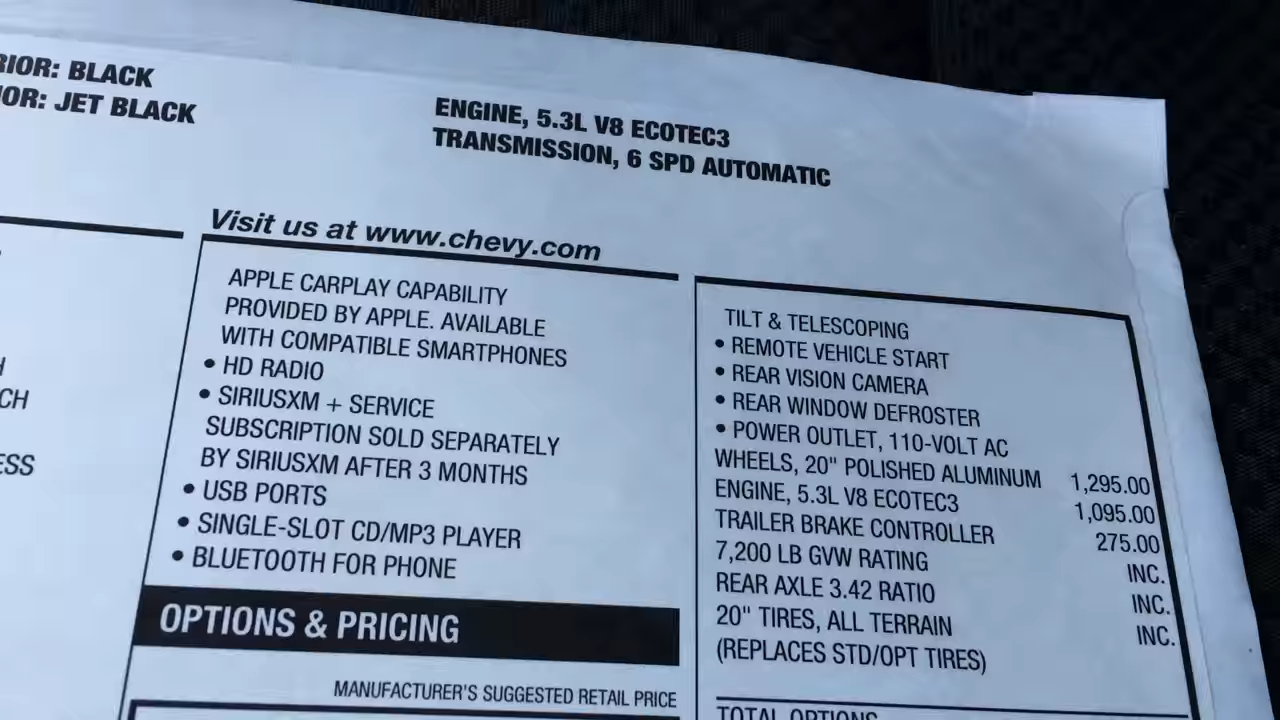 BLACK
JET BLACK
ENGINE, 5.3L V8 ECOTEC3
TRANSMISSION, 6 SPD AUTOMATIC
Visit us at www.chevy.com
APPLE CARPLAY CAPABILITY
PROVIDED BY APPLE. AVAILABLE
WITH COMPATIBLE SMARTPHONES
• HD RADIO
• SIRIUSXM + SERVICE
SUBSCRIPTION SOLD SEPARATELY
BY SIRIUSXM AFTER 3 MONTHS
• USB PORTS
• SINGLE-SLOT CD/MP3 PLAYER
• BLUETOOTH FOR PHONE
OPTIONS & PRICING
MANUFACTURER'S SUGGESTED RETAIL PRICE
TILT & TELESCOPING
• REMOTE VEHICLE START
• REAR VISION CAMERA
• REAR WINDOW DEFROSTER
• POWER OUTLET, 110-VOLT AC
WHEELS, 20" POLISHED ALUMINUM 1,295.00
ENGINE, 5.3L V8 ECOTEC3 1,095.00
TRAILER BRAKE CONTROLLER 275.00
7,200 LB GVW RATING INC.
REAR AXLE 3.42 RATIO INC.
20" TIRES, ALL TERRAIN INC.
(REPLACES STD/OPT TIRES)
TOTAL OPTIONS